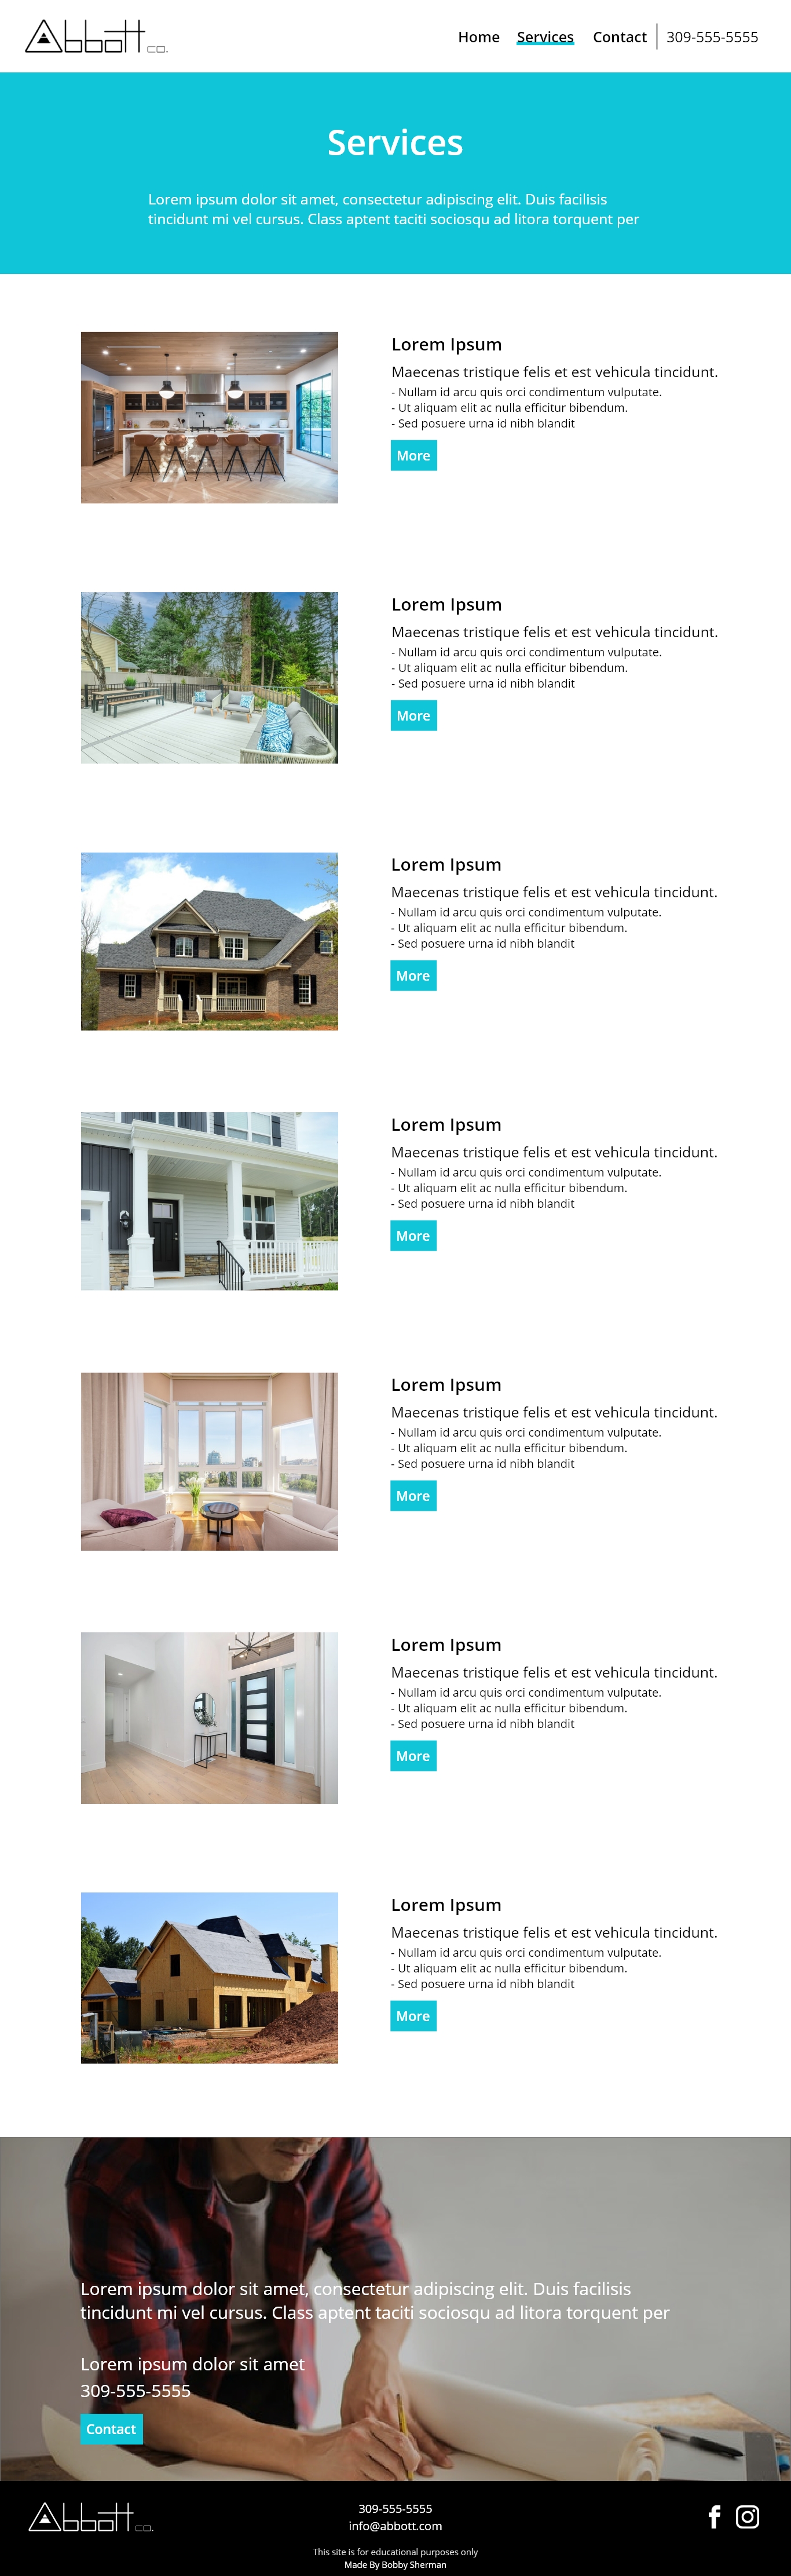 Abbott CO.
Home Services Contact 309-555-5555
Services
Lorem ipsum dolor sit amet, consectetur adipiscing elit. Duis facilisis
tincidunt mi vel cursus. Class aptent taciti sociosqu ad litora torquent per
Lorem Ipsum
Maecenas tristique felis et est vehicula tincidunt.
- Nullam id arcu quis orci condimentum vulputate.
- Ut aliquam elit ac nulla efficitur bibendum.
- Sed posuere urna id nibh blandit
More
Lorem Ipsum
Maecenas tristique felis et est vehicula tincidunt.
- Nullam id arcu quis orci condimentum vulputate.
- Ut aliquam elit ac nulla efficitur bibendum.
- Sed posuere urna id nibh blandit
More
Lorem Ipsum
Maecenas tristique felis et est vehicula tincidunt.
- Nullam id arcu quis orci condimentum vulputate.
- Ut aliquam elit ac nulla efficitur bibendum.
- Sed posuere urna id nibh blandit
More
Lorem Ipsum
Maecenas tristique felis et est vehicula tincidunt.
- Nullam id arcu quis orci condimentum vulputate.
- Ut aliquam elit ac nulla efficitur bibendum.
- Sed posuere urna id nibh blandit
More
Lorem Ipsum
Maecenas tristique felis et est vehicula tincidunt.
- Nullam id arcu quis orci condimentum vulputate.
- Ut aliquam elit ac nulla efficitur bibendum.
- Sed posuere urna id nibh blandit
More
Lorem Ipsum
Maecenas tristique felis et est vehicula tincidunt.
- Nullam id arcu quis orci condimentum vulputate.
- Ut aliquam elit ac nulla efficitur bibendum.
- Sed posuere urna id nibh blandit
More
Lorem Ipsum
Maecenas tristique felis et est vehicula tincidunt.
- Nullam id arcu quis orci condimentum vulputate.
- Ut aliquam elit ac nulla efficitur bibendum.
- Sed posuere urna id nibh blandit
More
Lorem ipsum dolor sit amet, consectetur adipiscing elit. Duis facilisis
tincidunt mi vel cursus. Class aptent taciti sociosqu ad litora torquent per
Lorem ipsum dolor sit amet
309-555-5555
Contact
Abbott CO.
309-555-5555
info@abbott.com
This site is for educational purposes only
Made By Bobby Sherman